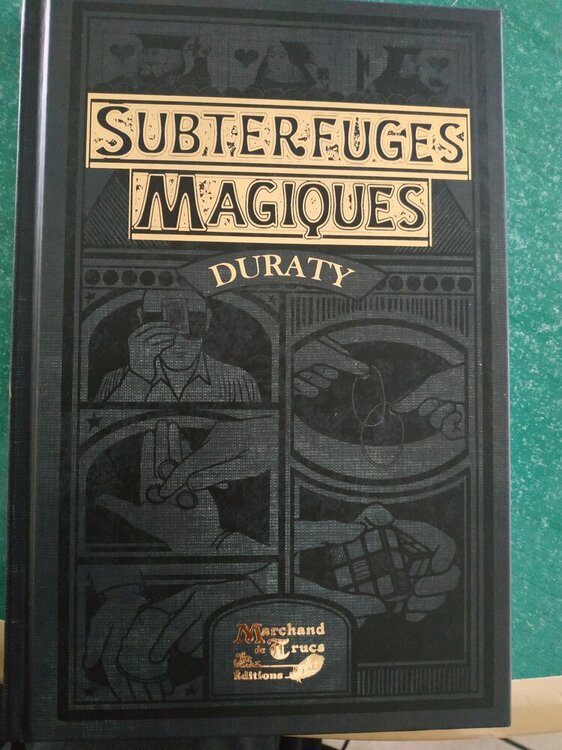 SUBTERFUGES
MAGIQUES
DURATY
Marchand
de Trucs
Éditions